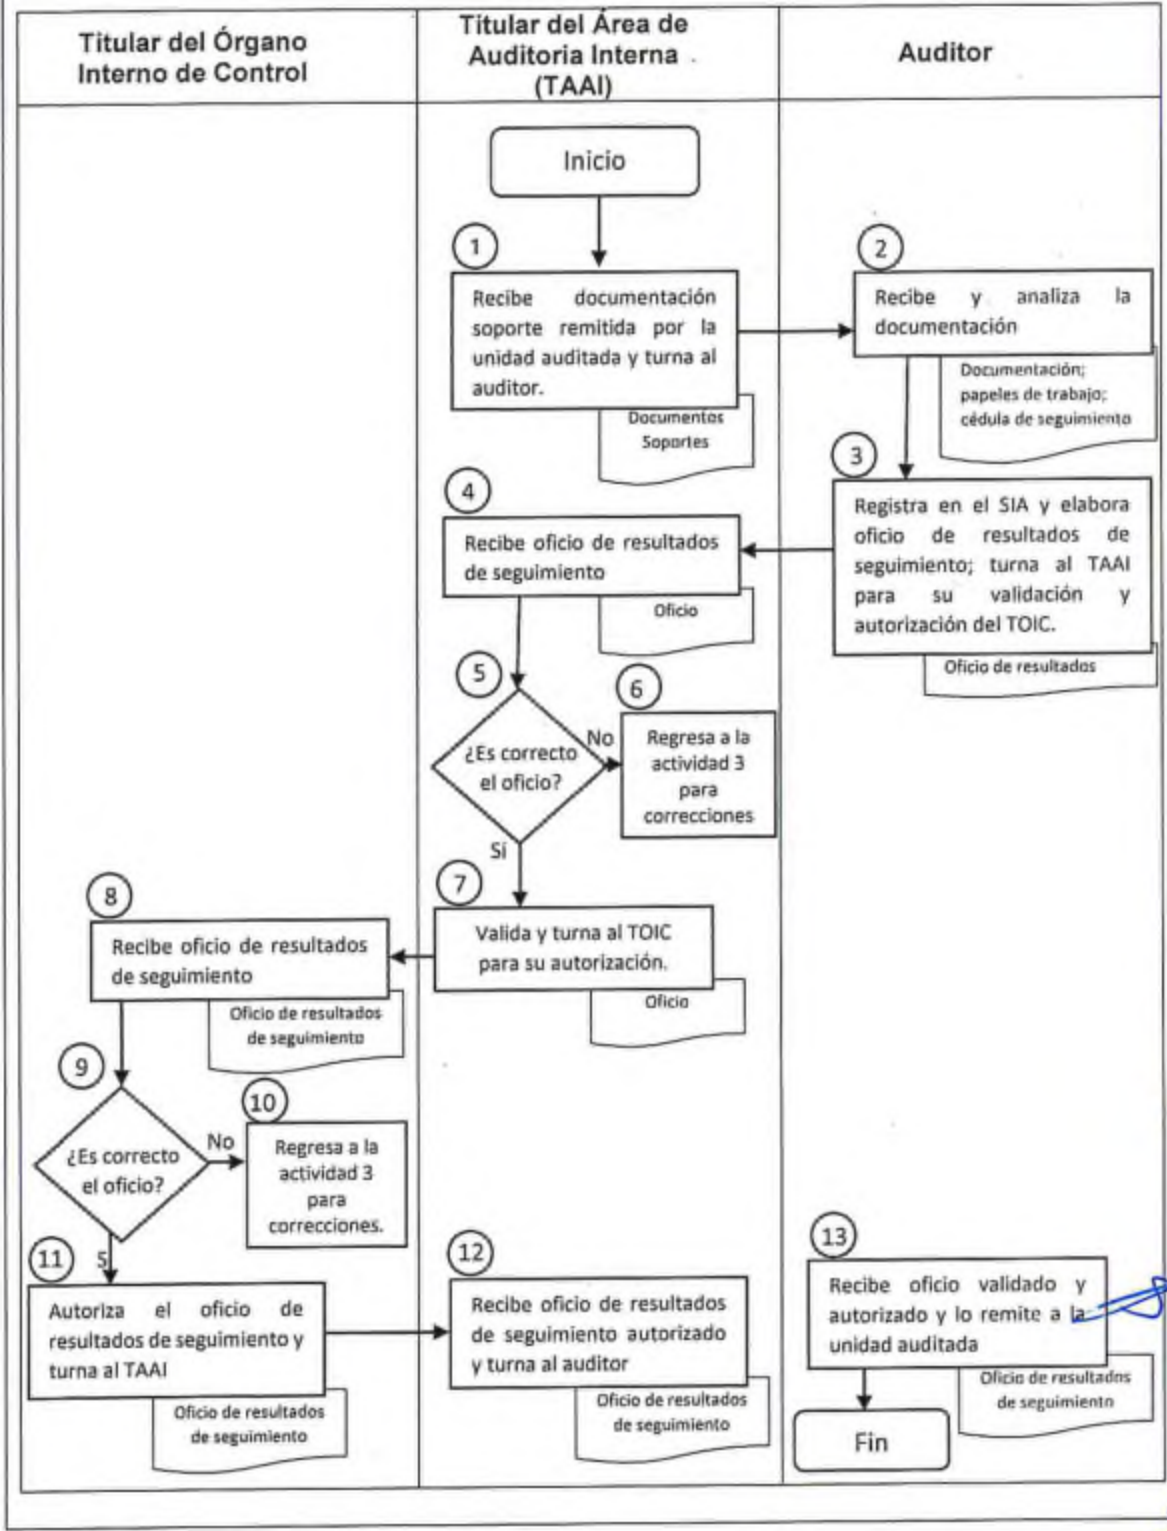 Titular del Órgano
Interno de Control
Titular del Área de
Auditoria Interna
(TAAI)
Auditor
Inicio
1
Recibe documentación
soporte remitida por la
unidad auditada y turna al
auditor.
Documentos
Soportes
2
Recibe y analiza la
documentación
Documentación;
papeles de trabajo;
cédula de seguimiento
3
Registra en el SIA y elabora
oficio de resultados de
seguimiento; turna al TAAI
para su validación y
autorización del TOIC.
Oficio de resultados
4
Recibe oficio de resultados
de seguimiento
Oficio
5
¿Es correcto
el oficio?
No
6
Regresa a la
actividad 3
para
correcciones
Sí
7
Valida y turna al TOIC
para su autorización.
Oficio
8
Recibe oficio de resultados
de seguimiento
Oficio de resultados
de seguimiento
9
¿Es correcto
el oficio?
No
10
Regresa a la
actividad 3
para
correcciones.
S
11
Autoriza el oficio de
resultados de seguimiento y
turna al TAAI
Oficio de resultados
de seguimiento
12
Recibe oficio de resultados
de seguimiento autorizado
y turna al auditor
Oficio de resultados
de seguimiento
13
Recibe oficio validado y
autorizado y lo remite a la
unidad auditada
Oficio de resultados
de seguimiento
Fin